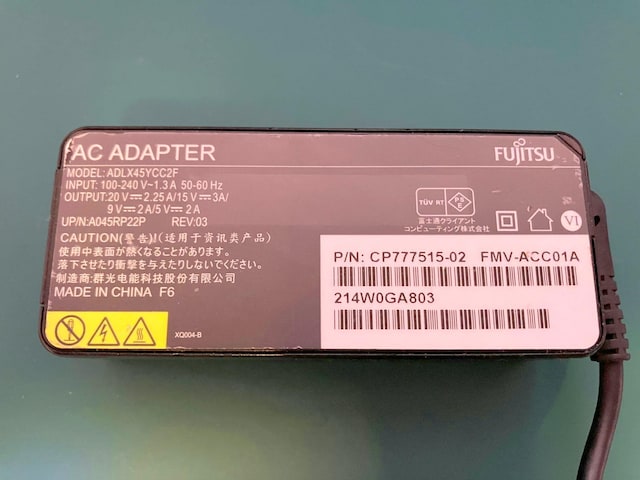 AC ADAPTER
FUJITSU
MODEL: ADLX45YCC2F
INPUT: 100-240 V~1.3 A 50-60 Hz
OUTPUT:20 V⎓2.25 A/15 V⎓3A/
9 V⎓2 A/5 V⎓2 A
UP/N:A045RP22P REV:03
TÜV RT
PS
E
富士通クライアント
コンピューティング株式会社
VI
CAUTION (警告)!(适用于资讯类产品)
使用中表面が熱くなることがあります。
落下させたり衝撃を与えたりしないでください。
制造商:群光电能科技股份有限公司
MADE IN CHINA F6
XQ004-B
P/N: CP777515-02 FMV-ACC01A
214W0GA803